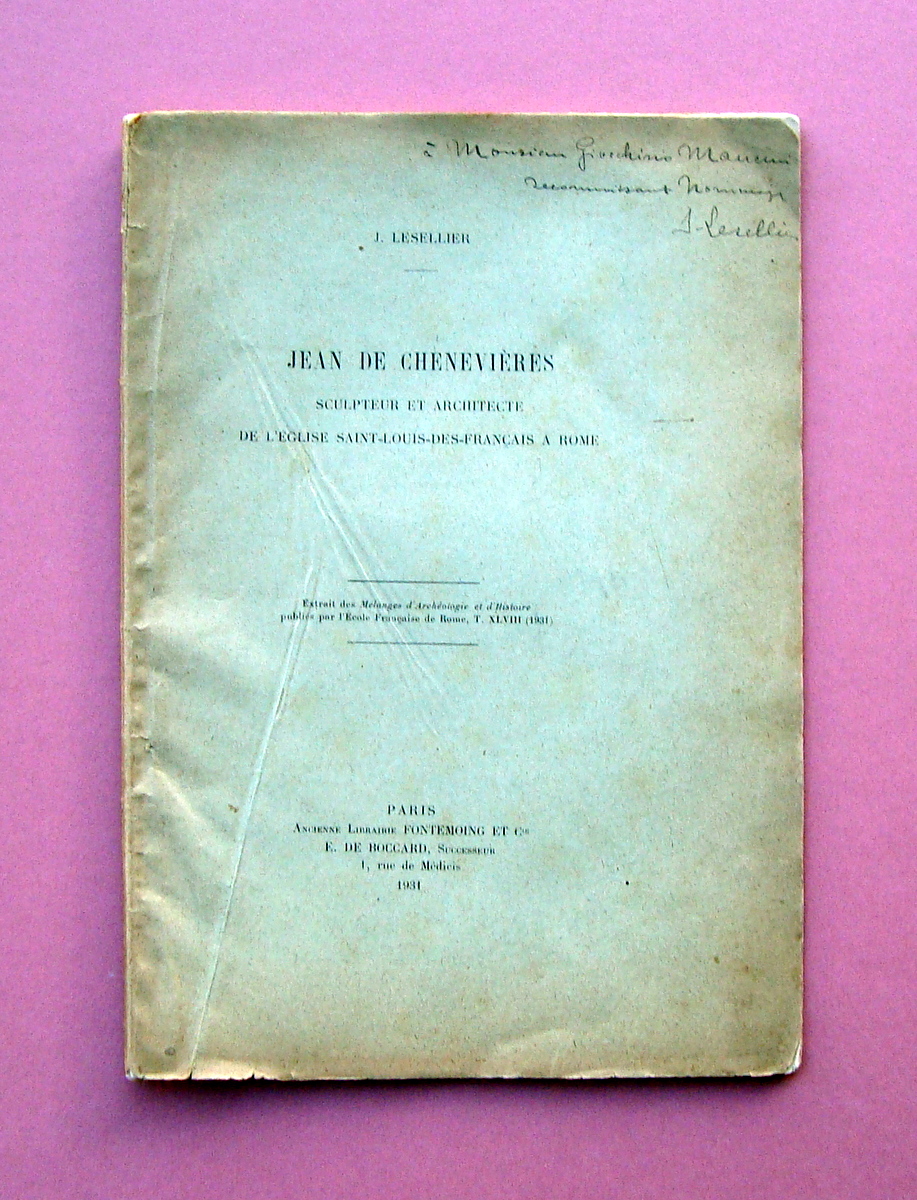 à Monsieur Gioacchino Mancini
reconnaissant hommage
J. Lesellier
J. LESELLIER
JEAN DE CHENEVIÈRES
SCULPTEUR ET ARCHITECTE
DE L'ÉGLISE SAINT-LOUIS-DES-FRANÇAIS A ROME
Extrait des Mélanges d'Archéologie et d'Histoire
publiés par l'École Française de Rome, T. XLVIII (1931)
PARIS
ANCIENNE LIBRAIRIE FONTEMOING ET Cie
E. DE BOCCARD, SUCCESSEUR
1, rue de Médicis
1931